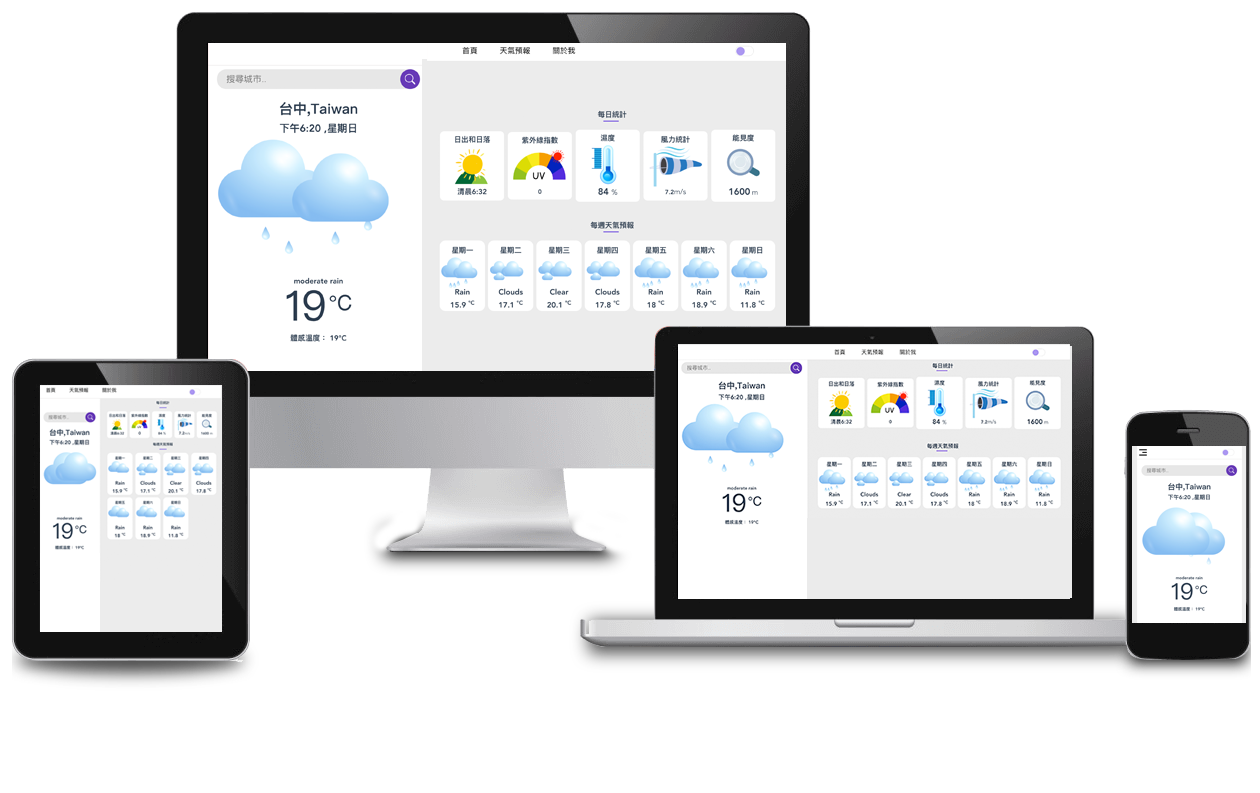 首頁 天氣預報 關於我
搜尋城市...
台中,Taiwan
下午6:20 ,星期日
moderate rain
19°C
體感溫度： 19°C
每日統計
日出和日落 紫外線指數 濕度 風力統計 能見度
UV
清晨6:32 0 84 % 7.2m/s 1600 m
每週天氣預報
星期一 星期二 星期三 星期四 星期五 星期六 星期日
Rain Clouds Clear Clouds Rain Rain Rain
15.9 °C 17.1 °C 20.1 °C 17.8 °C 18 °C 18.9 °C 11.8 °C
首頁 天氣預報 關於我
搜尋城市...
台中,Taiwan
下午6:20 ,星期日
moderate rain
19°C
體感溫度： 19°C
每日統計
日出和日落 紫外線指數 濕度 風力統計 能見度
清晨6:32 0 84 % 7.2m/s 1600 m
每週天氣預報
星期一 星期二 星期三 星期四
Rain Clouds Clear Clouds
15.9 °C 17.1 °C 20.1 °C 17.8 °C
星期五 星期六 星期日
Rain Rain Rain
18 °C 18.9 °C 11.8 °C
首頁 天氣預報 關於我
搜尋城市...
台中,Taiwan
下午6:20 ,星期日
moderate rain
19°C
體感溫度： 19°C
每日統計
日出和日落 紫外線指數 濕度 風力統計 能見度
UV
清晨6:32 0 84 % 7.2m/s 1600 m
每週天氣預報
星期一 星期二 星期三 星期四 星期五 星期六 星期日
Rain Clouds Clear Clouds Rain Rain Rain
15.9 °C 17.1 °C 20.1 °C 17.8 °C 18 °C 18.9 °C 11.8 °C
搜尋城市...
台中,Taiwan
下午6:20 ,星期日
moderate rain
19°C
體感溫度： 19°C